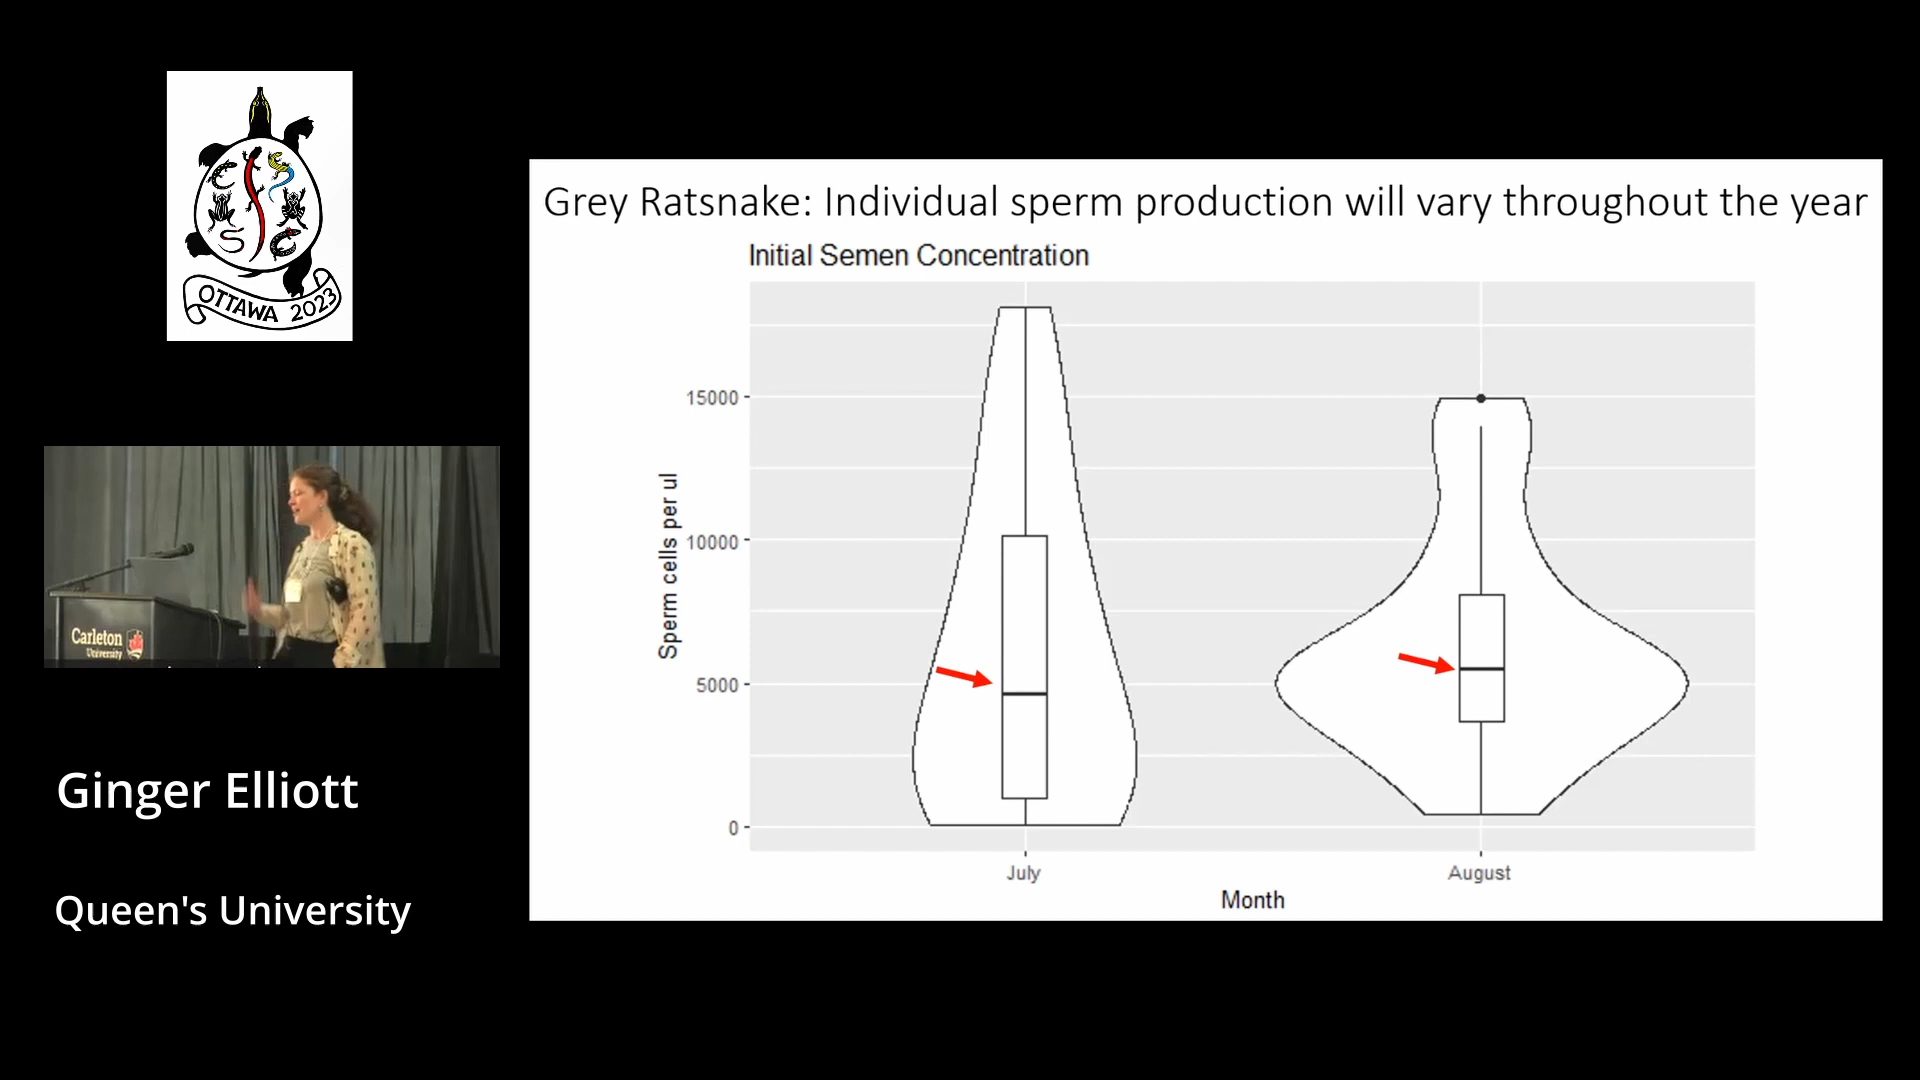 OTTAWA 2023
Carleton
University
Ginger Elliott
Queen's University
Grey Ratsnake: Individual sperm production will vary throughout the year
Initial Semen Concentration
Sperm cells per ul
15000
10000
5000
0
July
August
Month